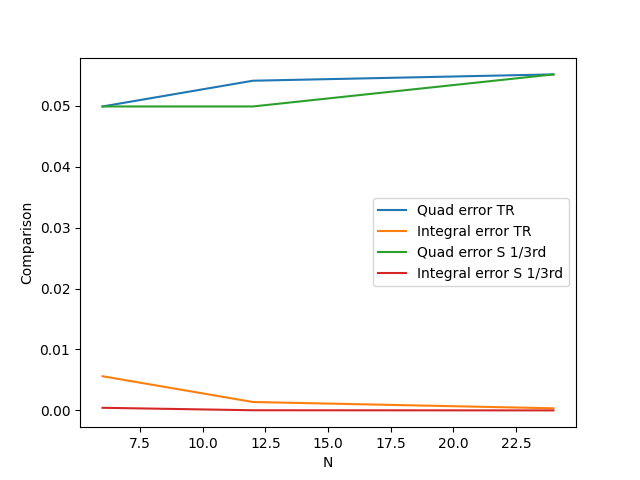 0.05
0.04
0.03
0.02
0.01
0.00
Comparison
Quad error TR
Integral error TR
Quad error S 1/3rd
Integral error S 1/3rd
7.5 10.0 12.5 15.0 17.5 20.0 22.5
N